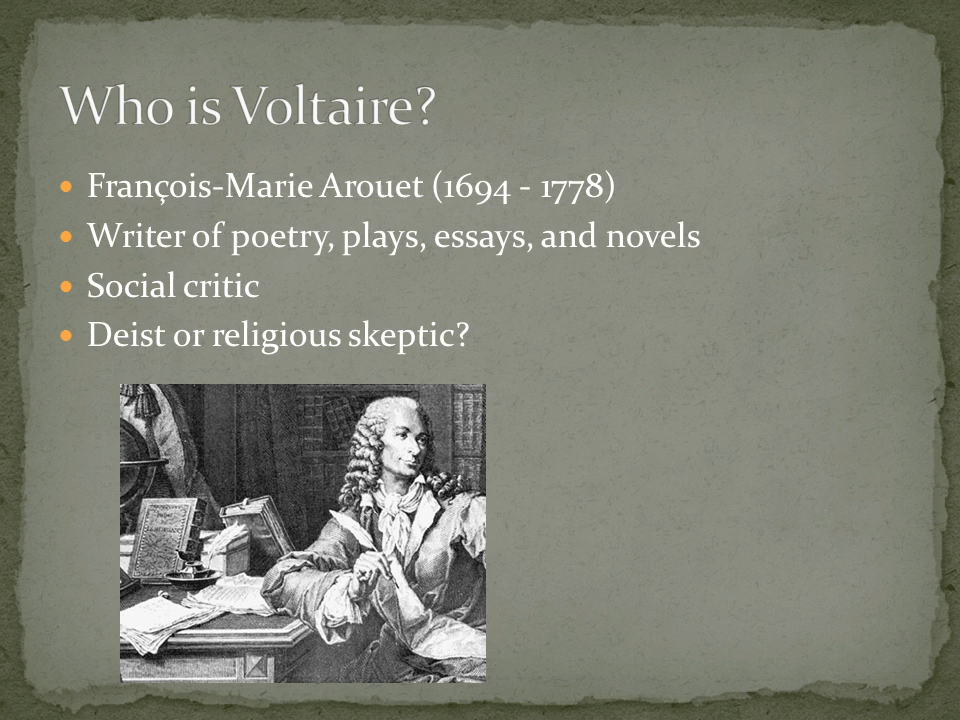 Who is Voltaire?
François-Marie Arouet (1694 - 1778)
Writer of poetry, plays, essays, and novels
Social critic
Deist or religious skeptic?